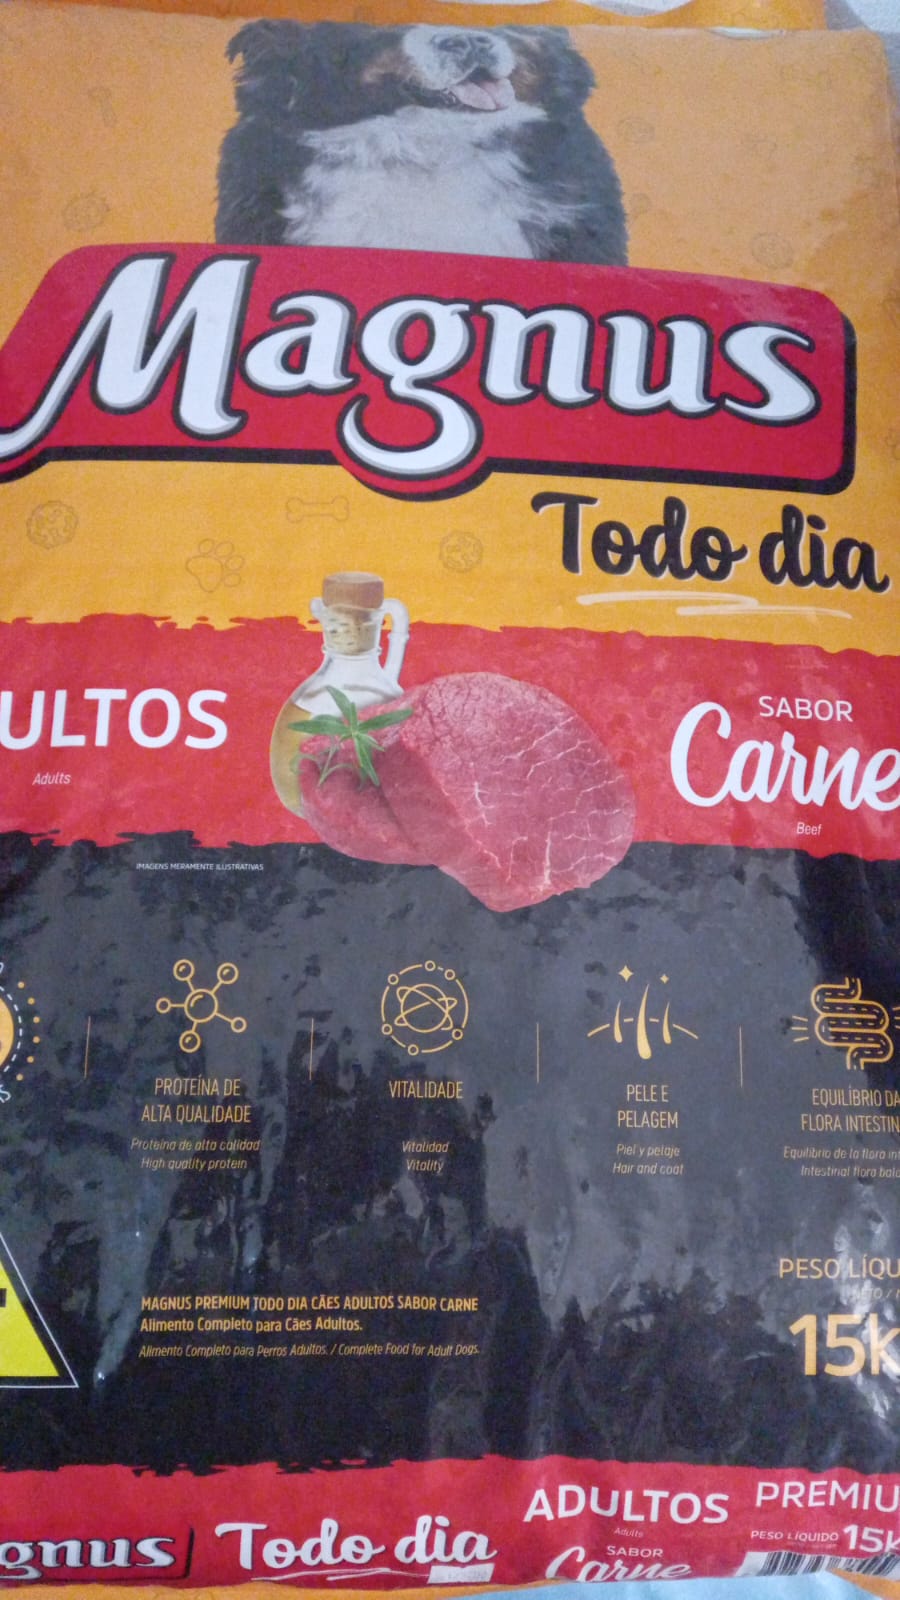 Magnus
Todo dia
ULTOS
Adults
SABOR
Carne
Beef
IMAGENS MERAMENTE ILUSTRATIVAS
PROTEÍNA DE
ALTA QUALIDADE
Proteína de alta calidad
High quality protein
VITALIDADE
Vitalidad
Vitality
PELE E
PELAGEM
Piel y pelaje
Hair and coat
EQUILÍBRIO DA
FLORA INTESTIN
Equilibrio de la flora int
Intestinal flora bala
PESO LÍQU
15k
MAGNUS PREMIUM TODO DIA CÃES ADULTOS SABOR CARNE
Alimento Completo para Cães Adultos.
Alimento Completo para Perros Adultos. / Complete Food for Adult Dogs.
gnus
Todo dia
ADULTOS
Adults
SABOR
Carne
PREMIU
PESO LÍQUIDO 15k